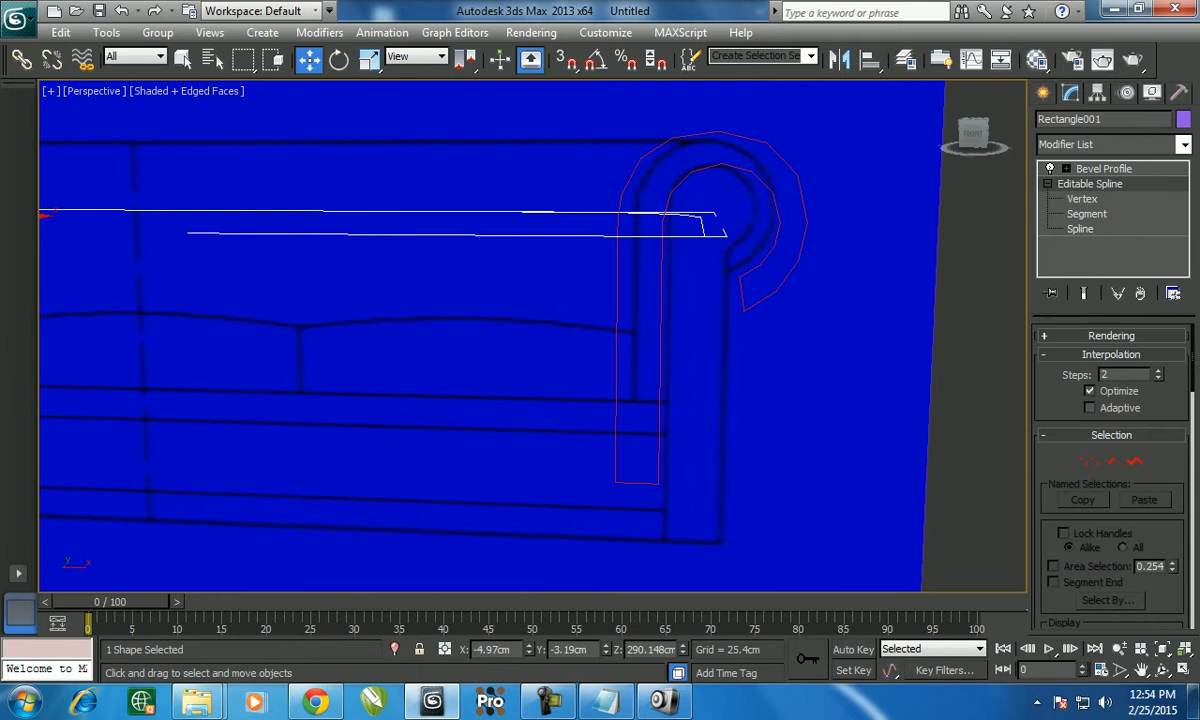 Workspace: Default
Autodesk 3ds Max 2013 x64 Untitled
Type a keyword or phrase
Edit Tools Group Views Create Modifiers Animation Graph Editors Rendering Customize MAXScript Help
All
View
3
Create Selection Se
[+] [Perspective] [Shaded + Edged Faces]
FRONT
Rectangle001
Modifier List
Bevel Profile
Editable Spline
Vertex
Segment
Spline
+ Rendering
- Interpolation
Steps: 2
Optimize
Adaptive
- Selection
Named Selections:
Copy Paste
Lock Handles
Alike All
Area Selection: 0.254
Segment End
Select By...
Display
y x
< 0 / 100 >
0 5 10 15 20 25 30 35 40 45 50 55 60 65 70 75 80 85 90 95 100
1 Shape Selected X: -4.97cm Y: -3.19cm Z: 290.148cm Grid = 25.4cm Auto Key Selected
Welcome to M Click and drag to select and move objects Add Time Tag Set Key Key Filters... 0
Pro
12:54 PM
2/25/2015